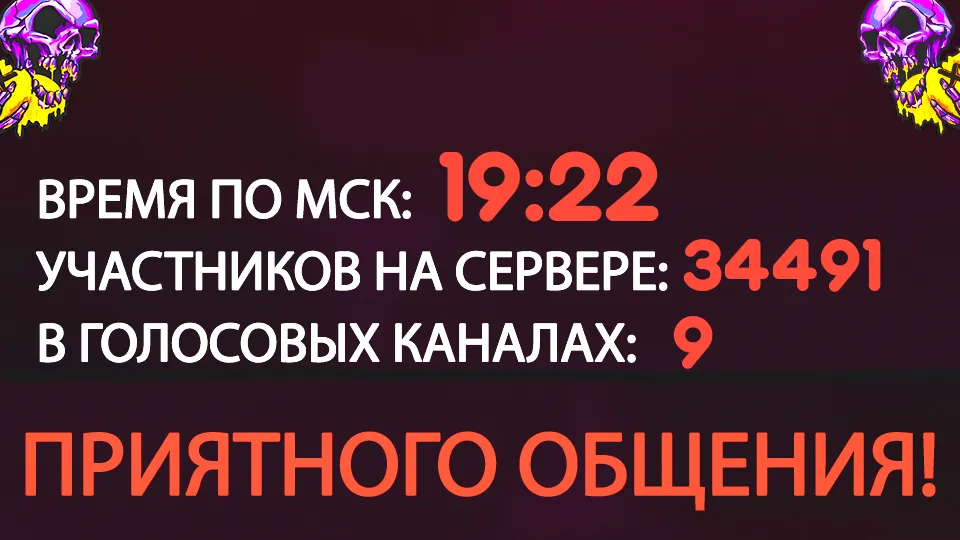 ВРЕМЯ ПО МСК: 19:22
УЧАСТНИКОВ НА СЕРВЕРЕ: 34491
В ГОЛОСОВЫХ КАНАЛАХ: 9
ПРИЯТНОГО ОБЩЕНИЯ!